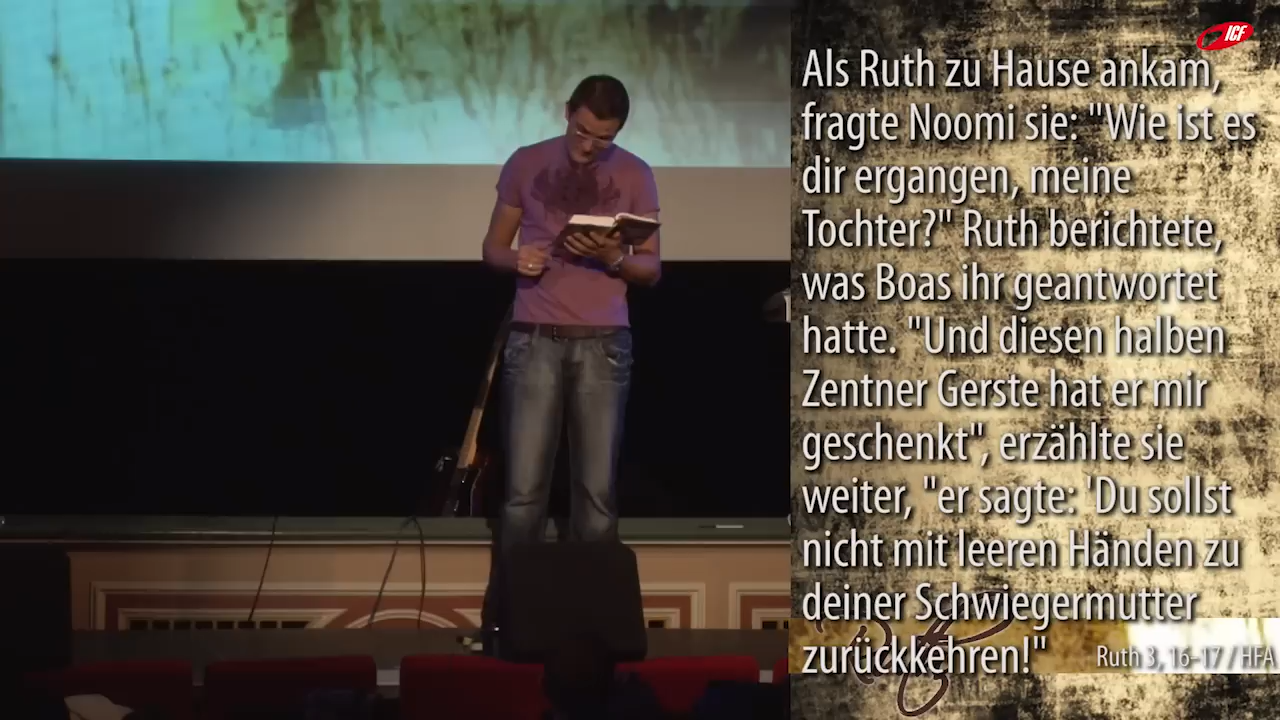 ICF
Als Ruth zu Hause ankam,
fragte Noomi sie: "Wie ist es
dir ergangen, meine
Tochter?" Ruth berichtete,
was Boas ihr geantwortet
hatte. "Und diesen halben
Zentner Gerste hat er mir
geschenkt", erzählte sie
weiter, "er sagte: 'Du sollst
nicht mit leeren Händen zu
deiner Schwiegermutter
zurückkehren!"
Ruth 3, 16-17 / HFA